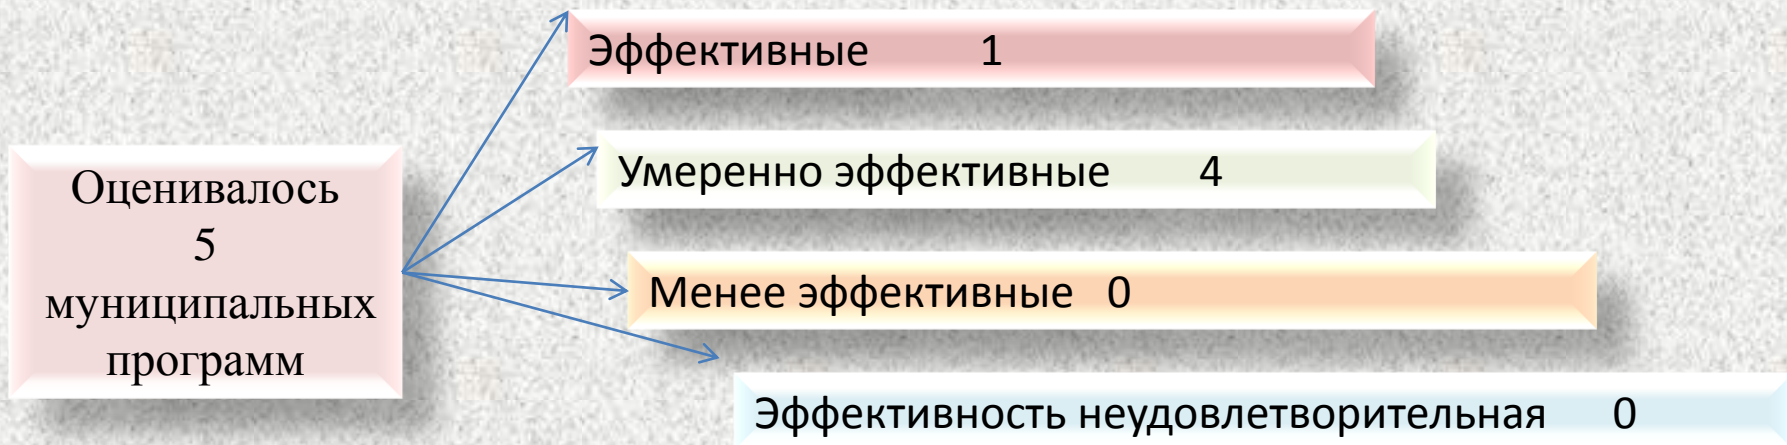 Оценивалось
5
муниципальных
программ
Эффективные 1
Умеренно эффективные 4
Менее эффективные 0
Эффективность неудовлетворительная 0